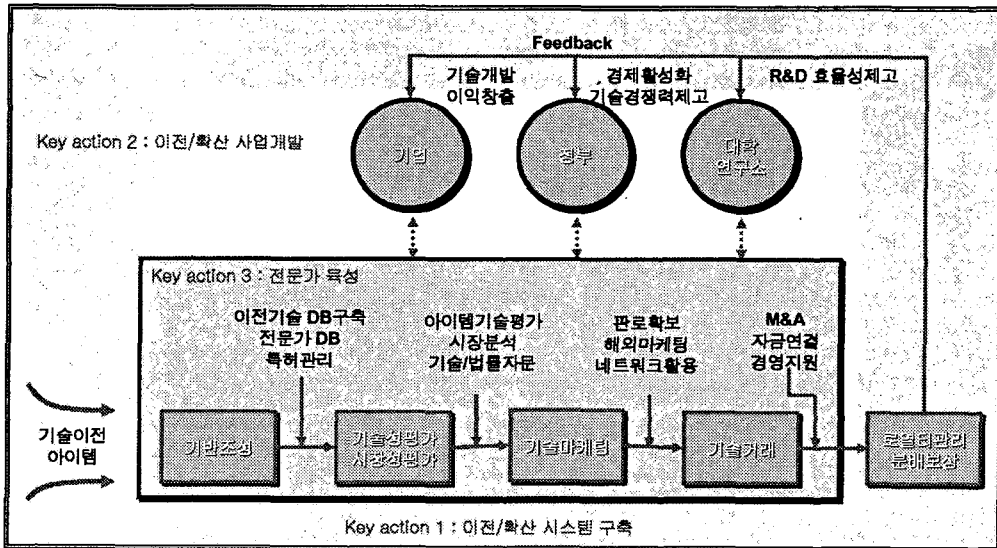 Feedback
기술개발
이익창출
경제활성화
기술경쟁력제고
R&D 효율성제고
Key action 2 : 이전/확산 사업개발
기업
정부
대학
연구소
Key action 3 : 전문가 육성
이전기술 DB구축
전문가 DB
특허관리
아이템기술평가
시장분석
기술/법률자문
판로확보
해외마케팅
네트워크활용
M&A
자금연결
경영지원
기술이전
아이템
기반조성
기술성평가
시장성평가
기술마케팅
기술거래
로열티관리
분배보상
Key action 1 : 이전/확산 시스템 구축